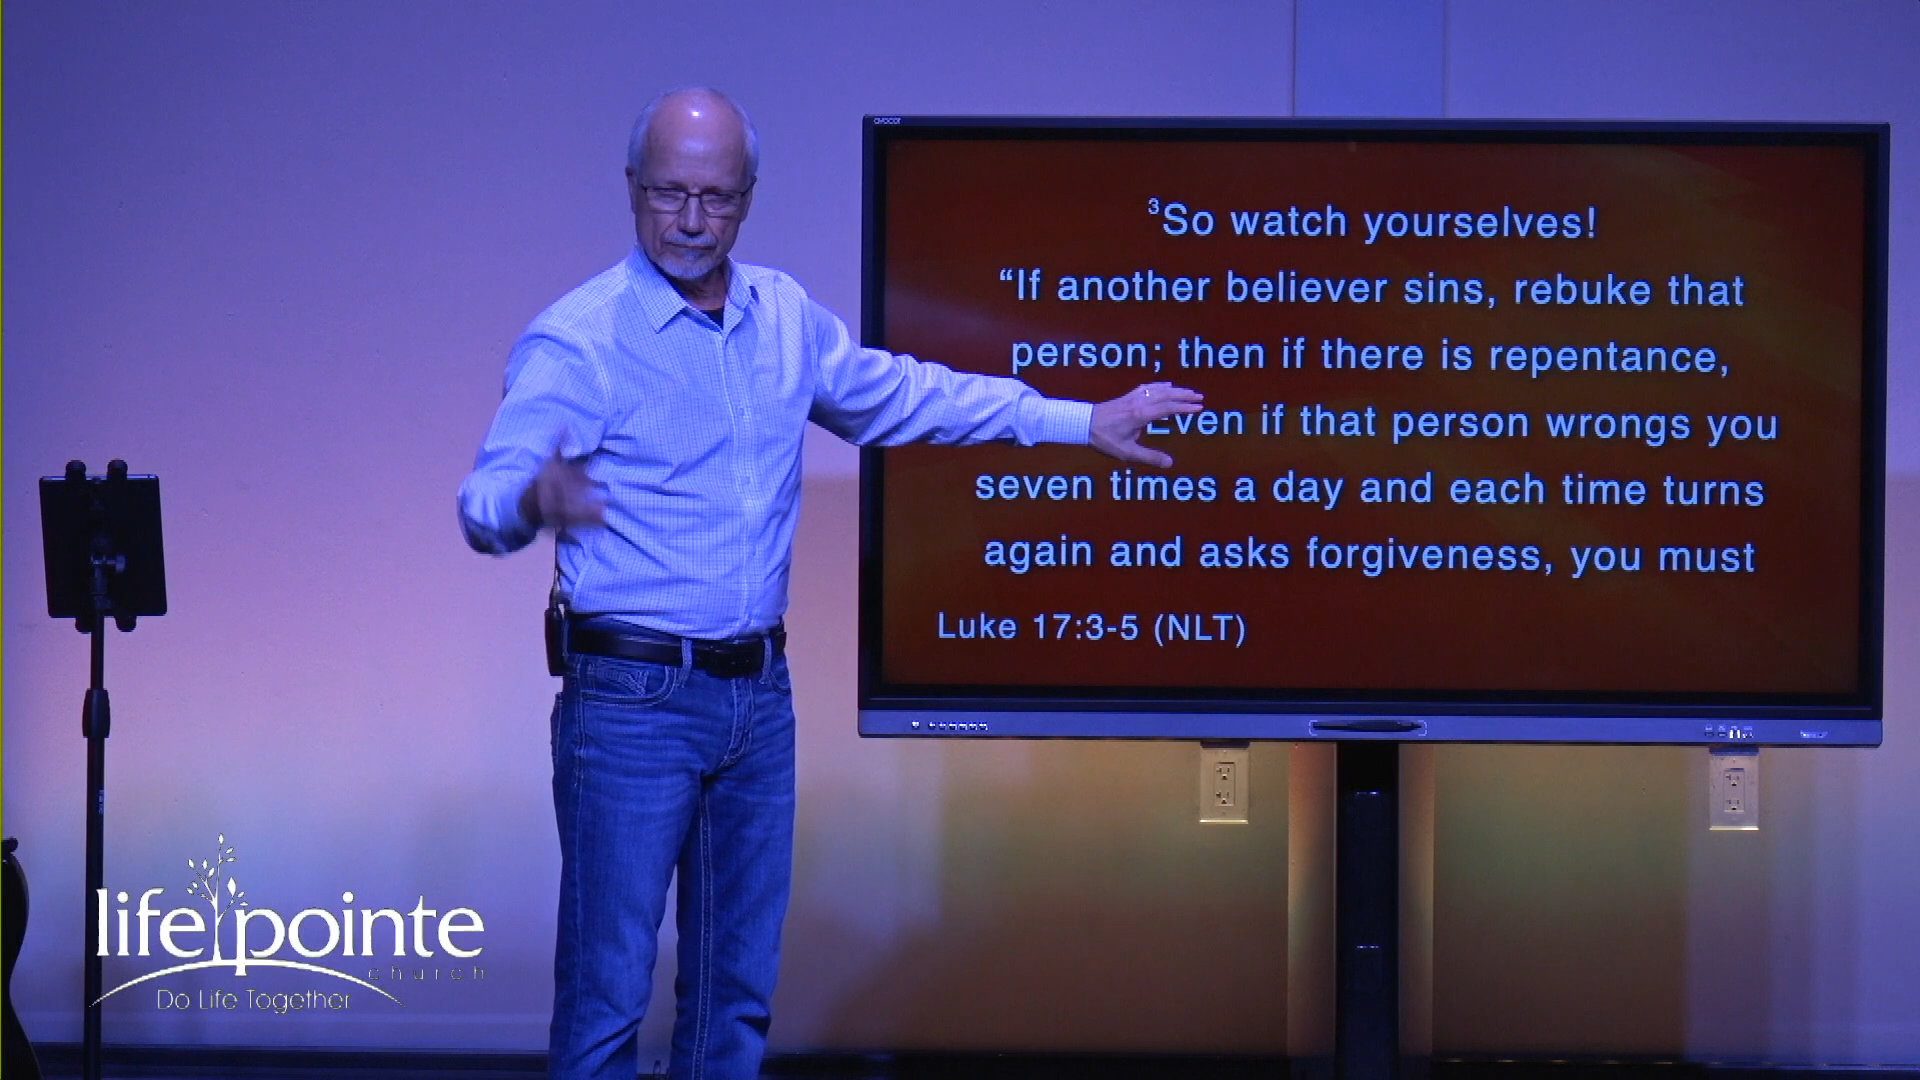 avocor
³So watch yourselves!
“If another believer sins, rebuke that
person; then if there is repentance,
Even if that person wrongs you
seven times a day and each time turns
again and asks forgiveness, you must
Luke 17:3-5 (NLT)
life pointe
church
Do Life Together